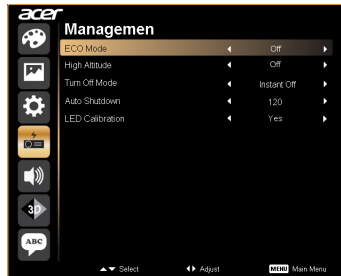 acer
Managemen
ECO Mode Off
High Altitude Off
Turn Off Mode Instant Off
Auto Shutdown 120
LED Calibration Yes
3D
ABC
Select Adjust MENU Main Menu